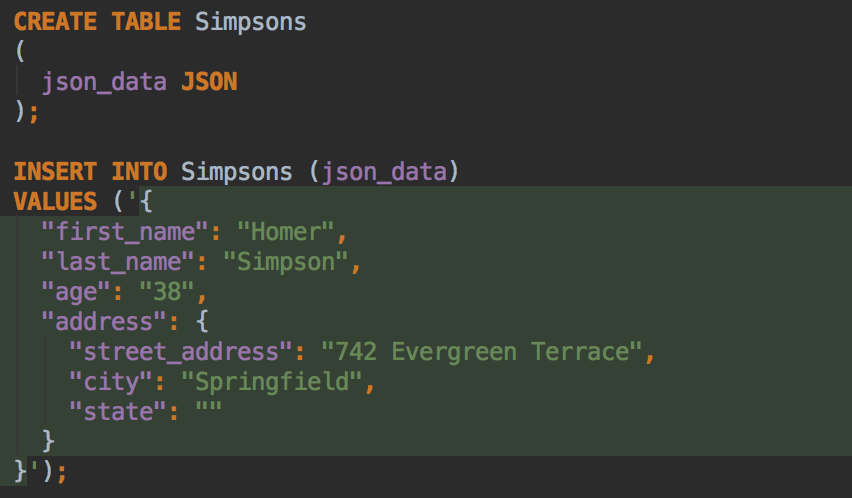 CREATE TABLE Simpsons
(
  json_data JSON
);

INSERT INTO Simpsons (json_data)
VALUES ('{
  "first_name": "Homer",
  "last_name": "Simpson",
  "age": "38",
  "address": {
    "street_address": "742 Evergreen Terrace",
    "city": "Springfield",
    "state": ""
  }
}');